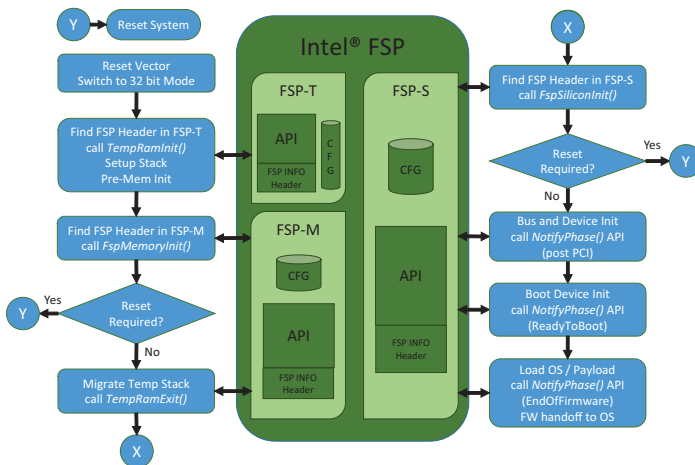 Y
Reset System
Reset Vector
Switch to 32 bit Mode
Find FSP Header in FSP-T
call TempRamInit()
Setup Stack
Pre-Mem Init
Find FSP Header in FSP-M
call FspMemoryInit()
Yes
Y
Reset
Required?
No
Migrate Temp Stack
call TempRamExit()
X
Intel® FSP
FSP-T
API
FSP INFO
Header
C
F
G
FSP-M
CFG
API
FSP INFO
Header
FSP-S
CFG
API
FSP INFO
Header
X
Find FSP Header in FSP-S
call FspSiliconInit()
Reset
Required?
Yes
Y
No
Bus and Device Init
call NotifyPhase() API
(post PCI)
Boot Device Init
call NotifyPhase() API
(ReadyToBoot)
Load OS / Payload
call NotifyPhase() API
(EndOfFirmware)
FW handoff to OS